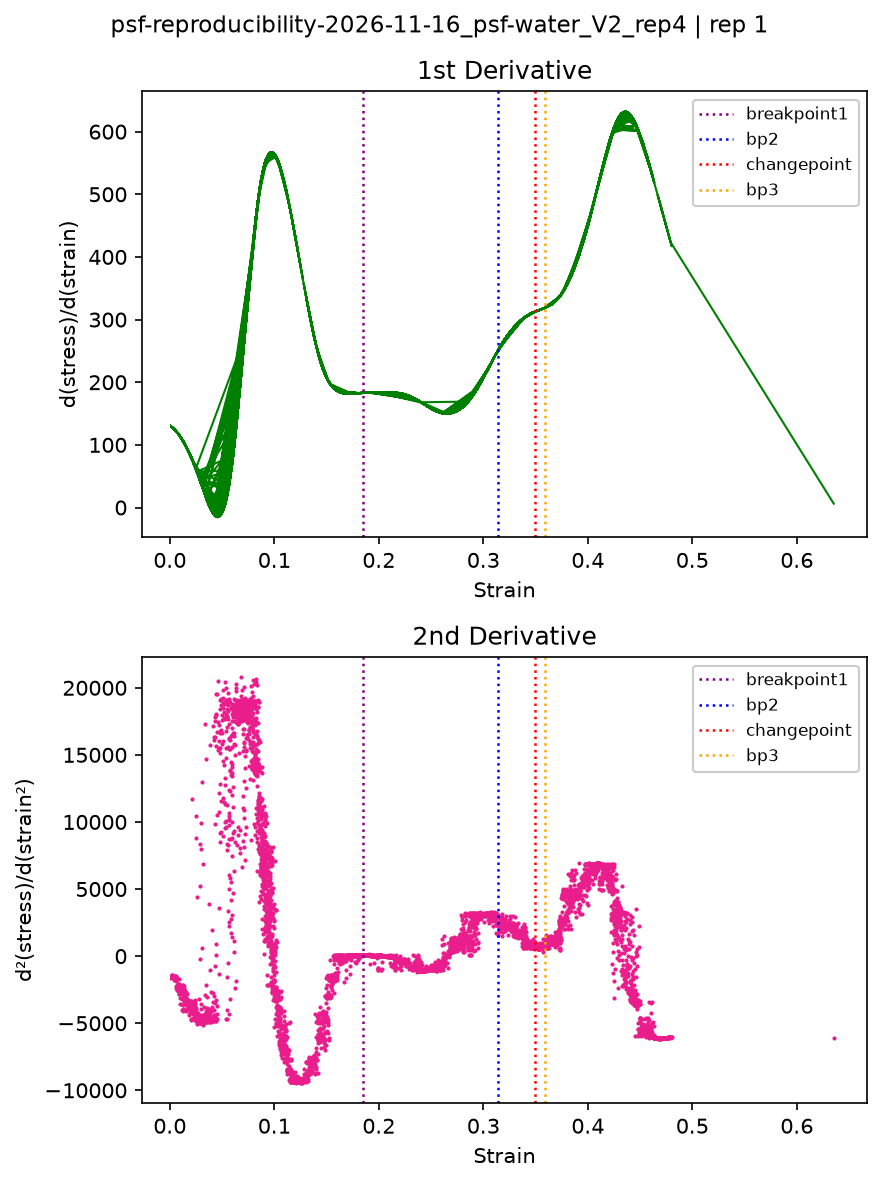 psf-reproducibility-2026-11-16_psf-water_V2_rep4 | rep 1
1st Derivative
600
500
400
300
200
100
0
d(stress)/d(strain)
breakpoint1
bp2
changepoint
bp3
0.0 0.1 0.2 0.3 0.4 0.5 0.6
Strain
2nd Derivative
20000
15000
10000
5000
0
−5000
−10000
d²(stress)/d(strain²)
breakpoint1
bp2
changepoint
bp3
0.0 0.1 0.2 0.3 0.4 0.5 0.6
Strain